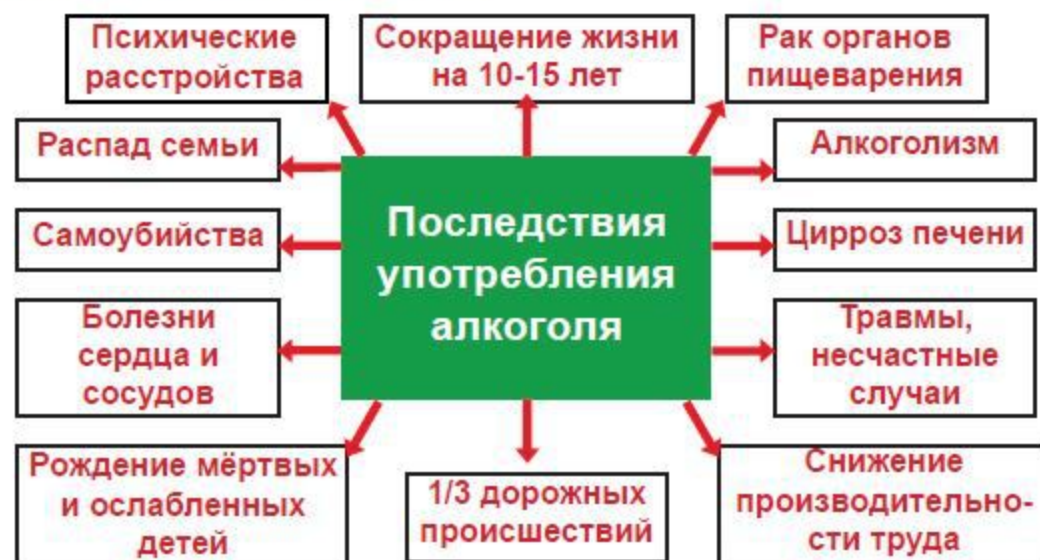 Психические
расстройства
Сокращение жизни
на 10-15 лет
Рак органов
пищеварения
Распад семьи
Алкоголизм
Самоубийства
Последствия
употребления
алкоголя
Цирроз печени
Болезни
сердца и
сосудов
Травмы,
несчастные
случаи
Рождение мёртвых
и ослабленных
детей
1/3 дорожных
происшествий
Снижение
производительно-
сти труда